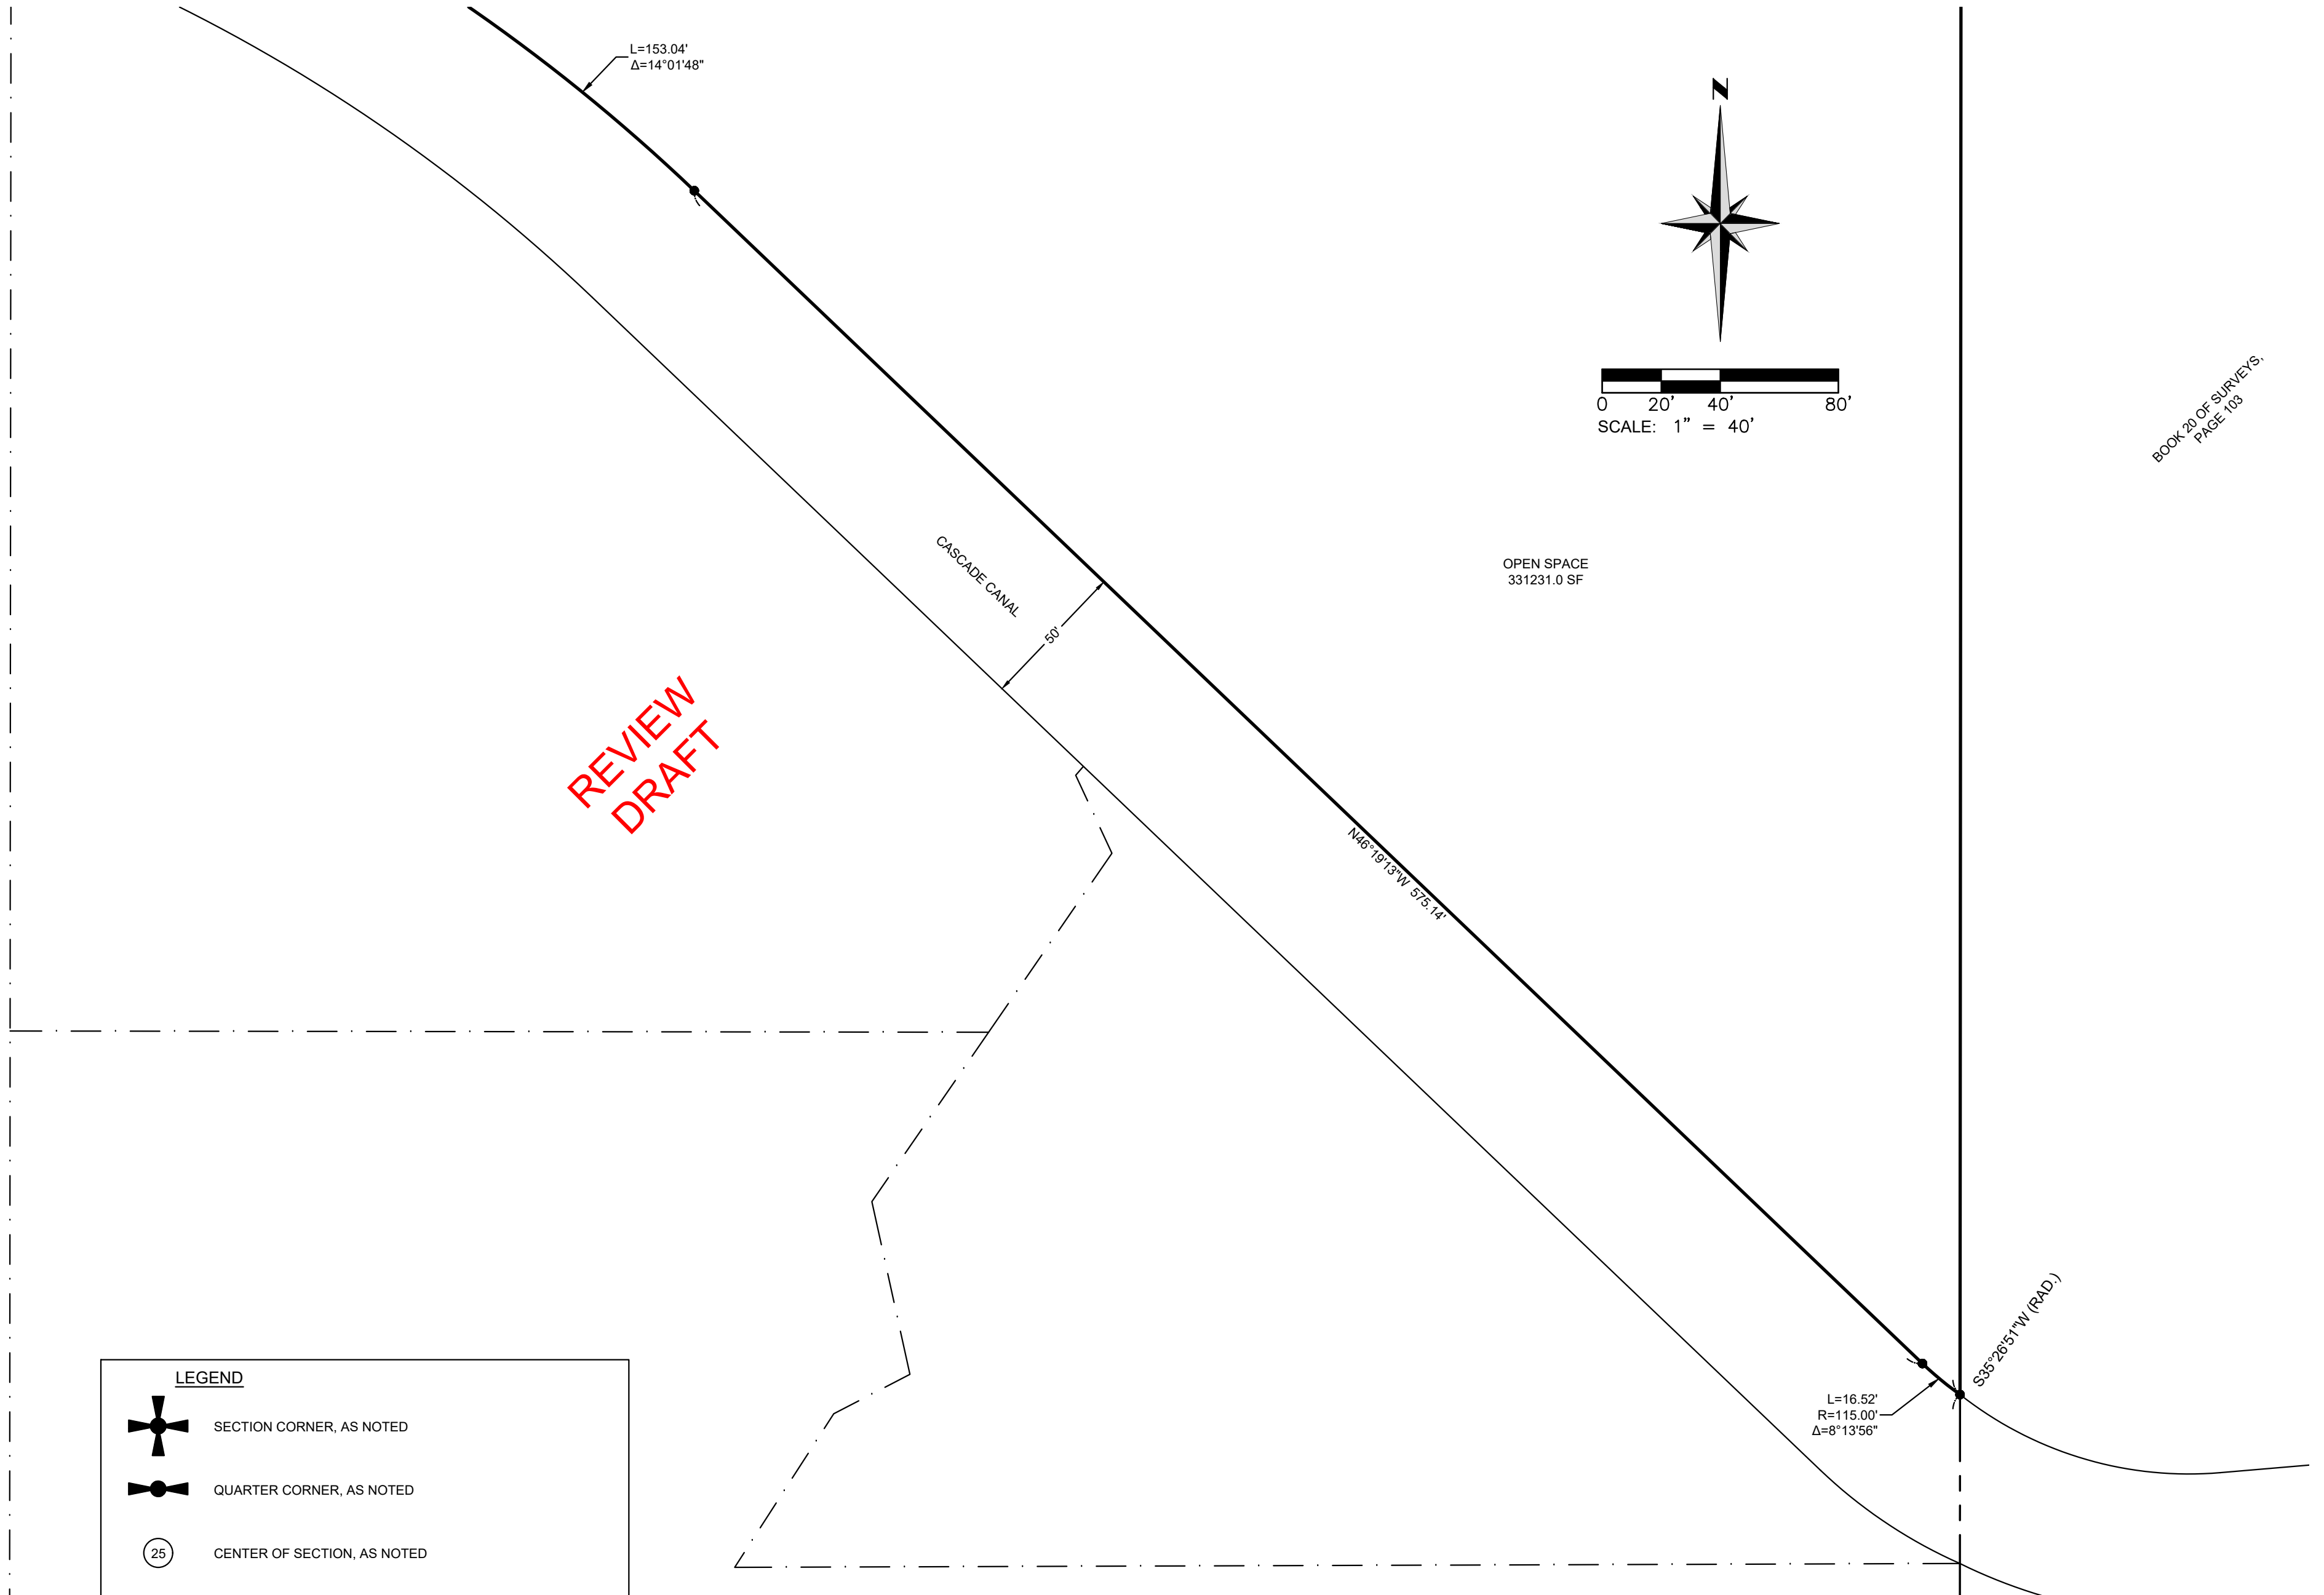 L=153.04'
Δ=14°01'48"
N
0 20' 40' 80'
SCALE: 1" = 40'
BOOK 20 OF SURVEYS,
PAGE 103
CASCADE CANAL
50'
OPEN SPACE
331231.0 SF
REVIEW
DRAFT
N46°19'13"W 575.14'
S35°26'51"W (RAD.)
L=16.52'
R=115.00'
Δ=8°13'56"
LEGEND
SECTION CORNER, AS NOTED
QUARTER CORNER, AS NOTED
25 CENTER OF SECTION, AS NOTED